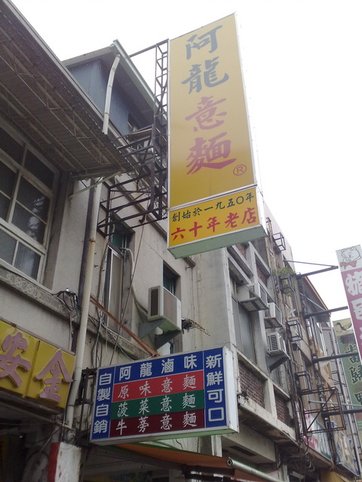 阿龍意麵®
創始於一九五〇年
六十年老店
自製自銷
阿龍滷味
原味意麵
菠菜意麵
牛蒡意麵
新鮮可口
安金